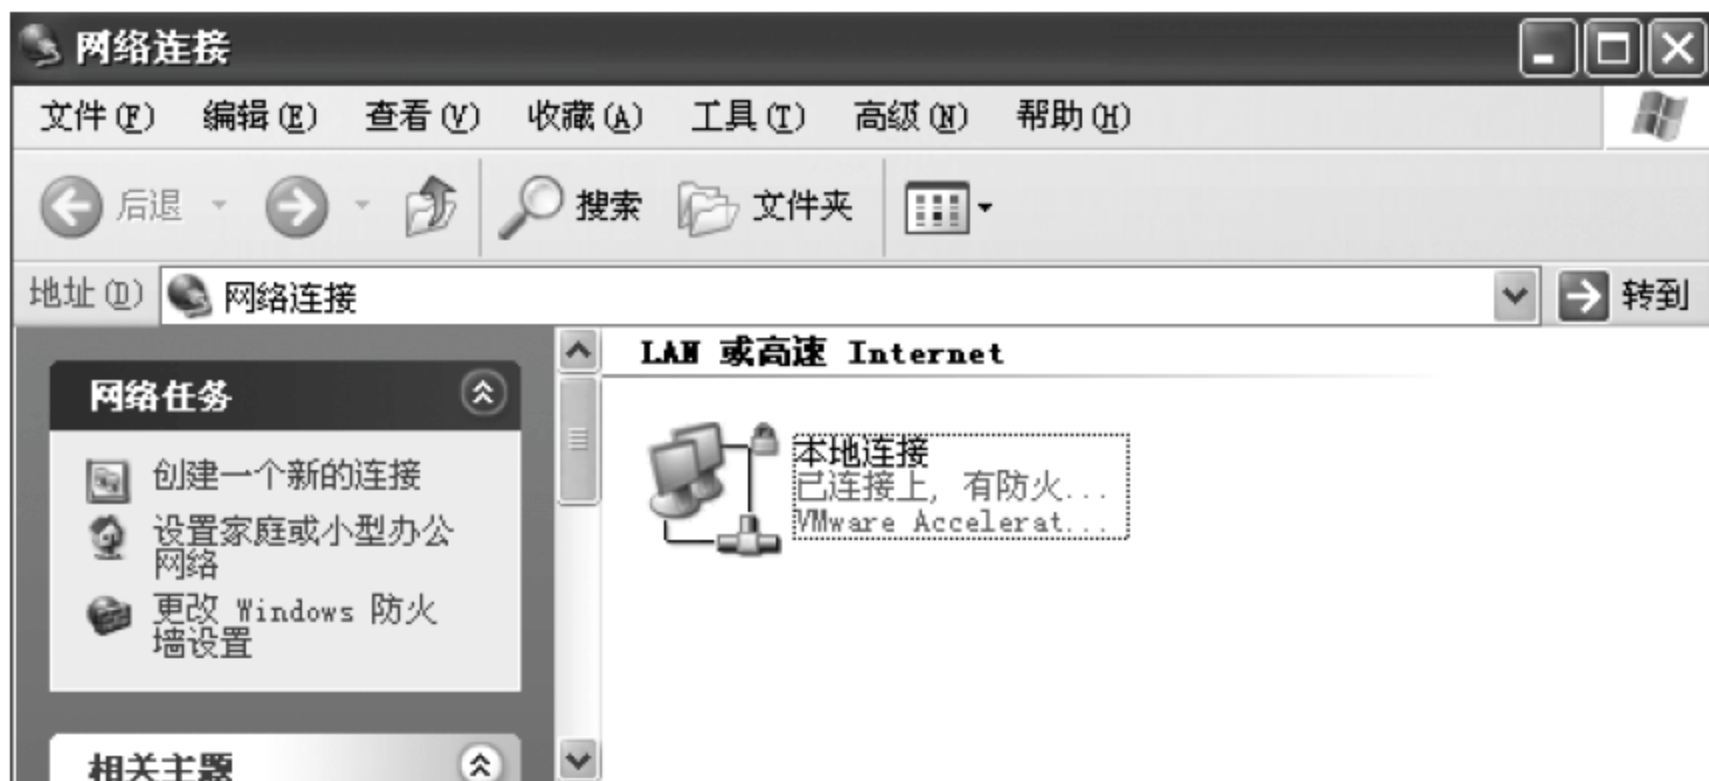 网络连接
文件(F) 编辑(E) 查看(V) 收藏(A) 工具(T) 高级(N) 帮助(H)
后退 搜索 文件夹
地址(D) 网络连接 转到
网络任务
创建一个新的连接
设置家庭或小型办公
网络
更改 Windows 防火
墙设置
相关主题
LAN 或高速 Internet
本地连接
已连接上, 有防火...
VMware Accelerat...